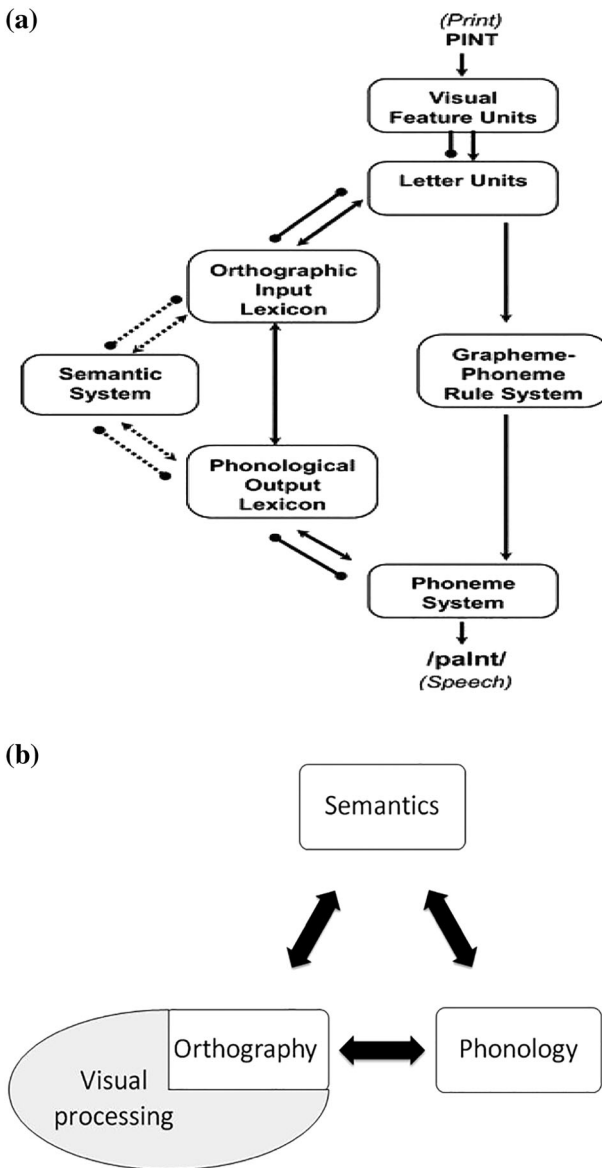 (a)
(Print)
PINT
Visual
Feature Units
Letter Units
Orthographic
Input
Lexicon
Semantic
System
Grapheme-
Phoneme
Rule System
Phonological
Output
Lexicon
Phoneme
System
/paInt/
(Speech)
(b)
Semantics
Orthography
Phonology
Visual
processing